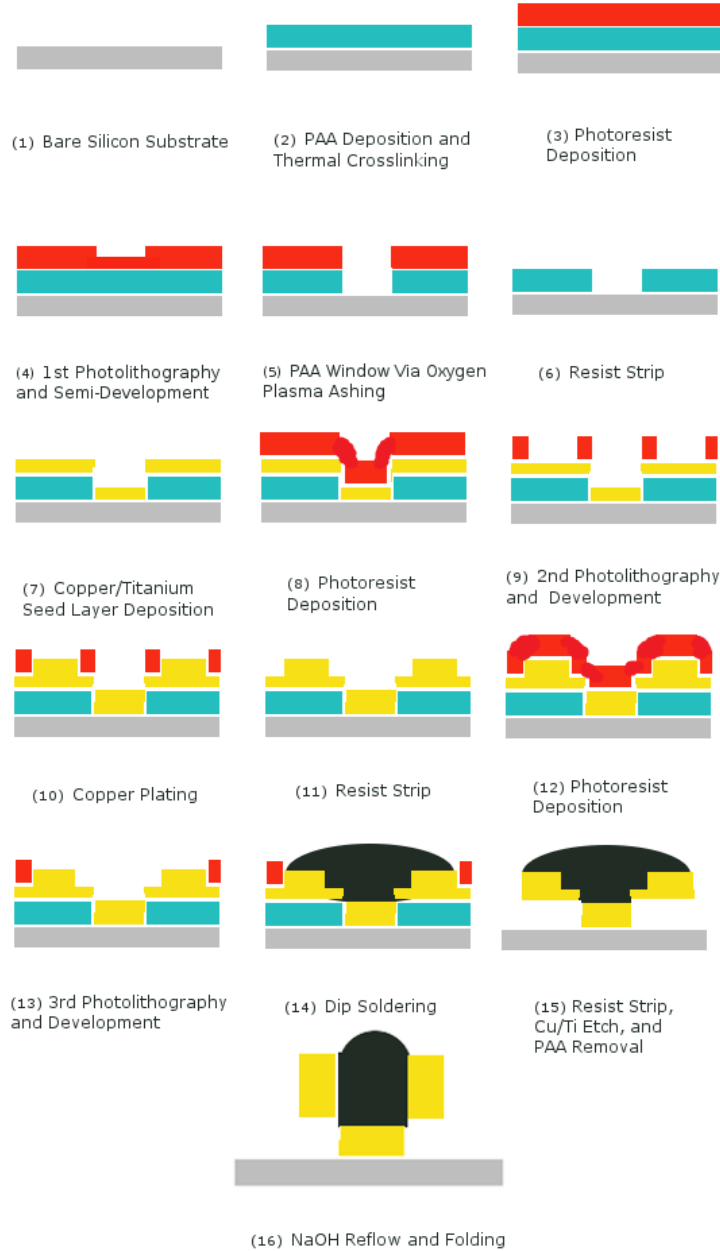 (1) Bare Silicon Substrate
(2) PAA Deposition and
Thermal Crosslinking
(3) Photoresist
Deposition
(4) 1st Photolithography
and Semi-Development
(5) PAA Window Via Oxygen
Plasma Ashing
(6) Resist Strip
(7) Copper/Titanium
Seed Layer Deposition
(8) Photoresist
Deposition
(9) 2nd Photolithography
and Development
(10) Copper Plating
(11) Resist Strip
(12) Photoresist
Deposition
(13) 3rd Photolithography
and Development
(14) Dip Soldering
(15) Resist Strip,
Cu/Ti Etch, and
PAA Removal
(16) NaOH Reflow and Folding